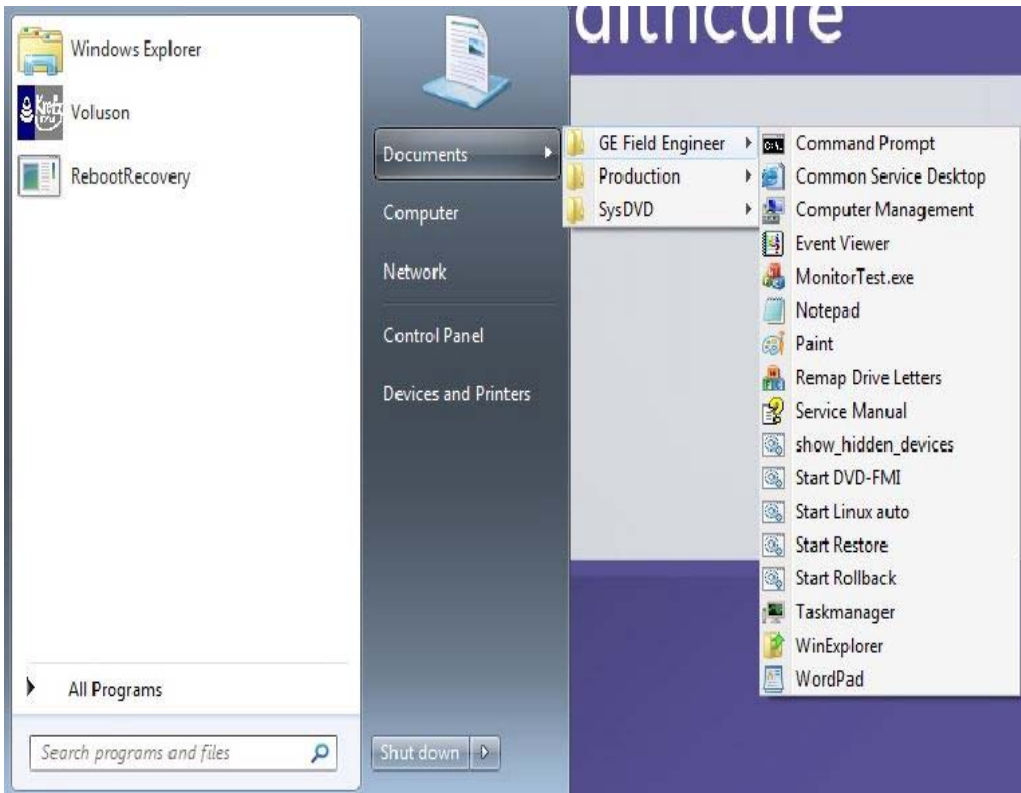 Windows Explorer
Voluson
RebootRecovery
All Programs
Search programs and files
Documents
Computer
Network
Control Panel
Devices and Printers
Shut down
GE Field Engineer
Production
SysDVD
Command Prompt
Common Service Desktop
Computer Management
Event Viewer
MonitorTest.exe
Notepad
Paint
Remap Drive Letters
Service Manual
show_hidden_devices
Start DVD-FMI
Start Linux auto
Start Restore
Start Rollback
Taskmanager
WinExplorer
WordPad